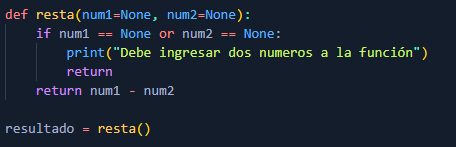 def resta(num1=None, num2=None):
    if num1 == None or num2 == None:
        print("Debe ingresar dos numeros a la función")
        return
    return num1 - num2

resultado = resta()